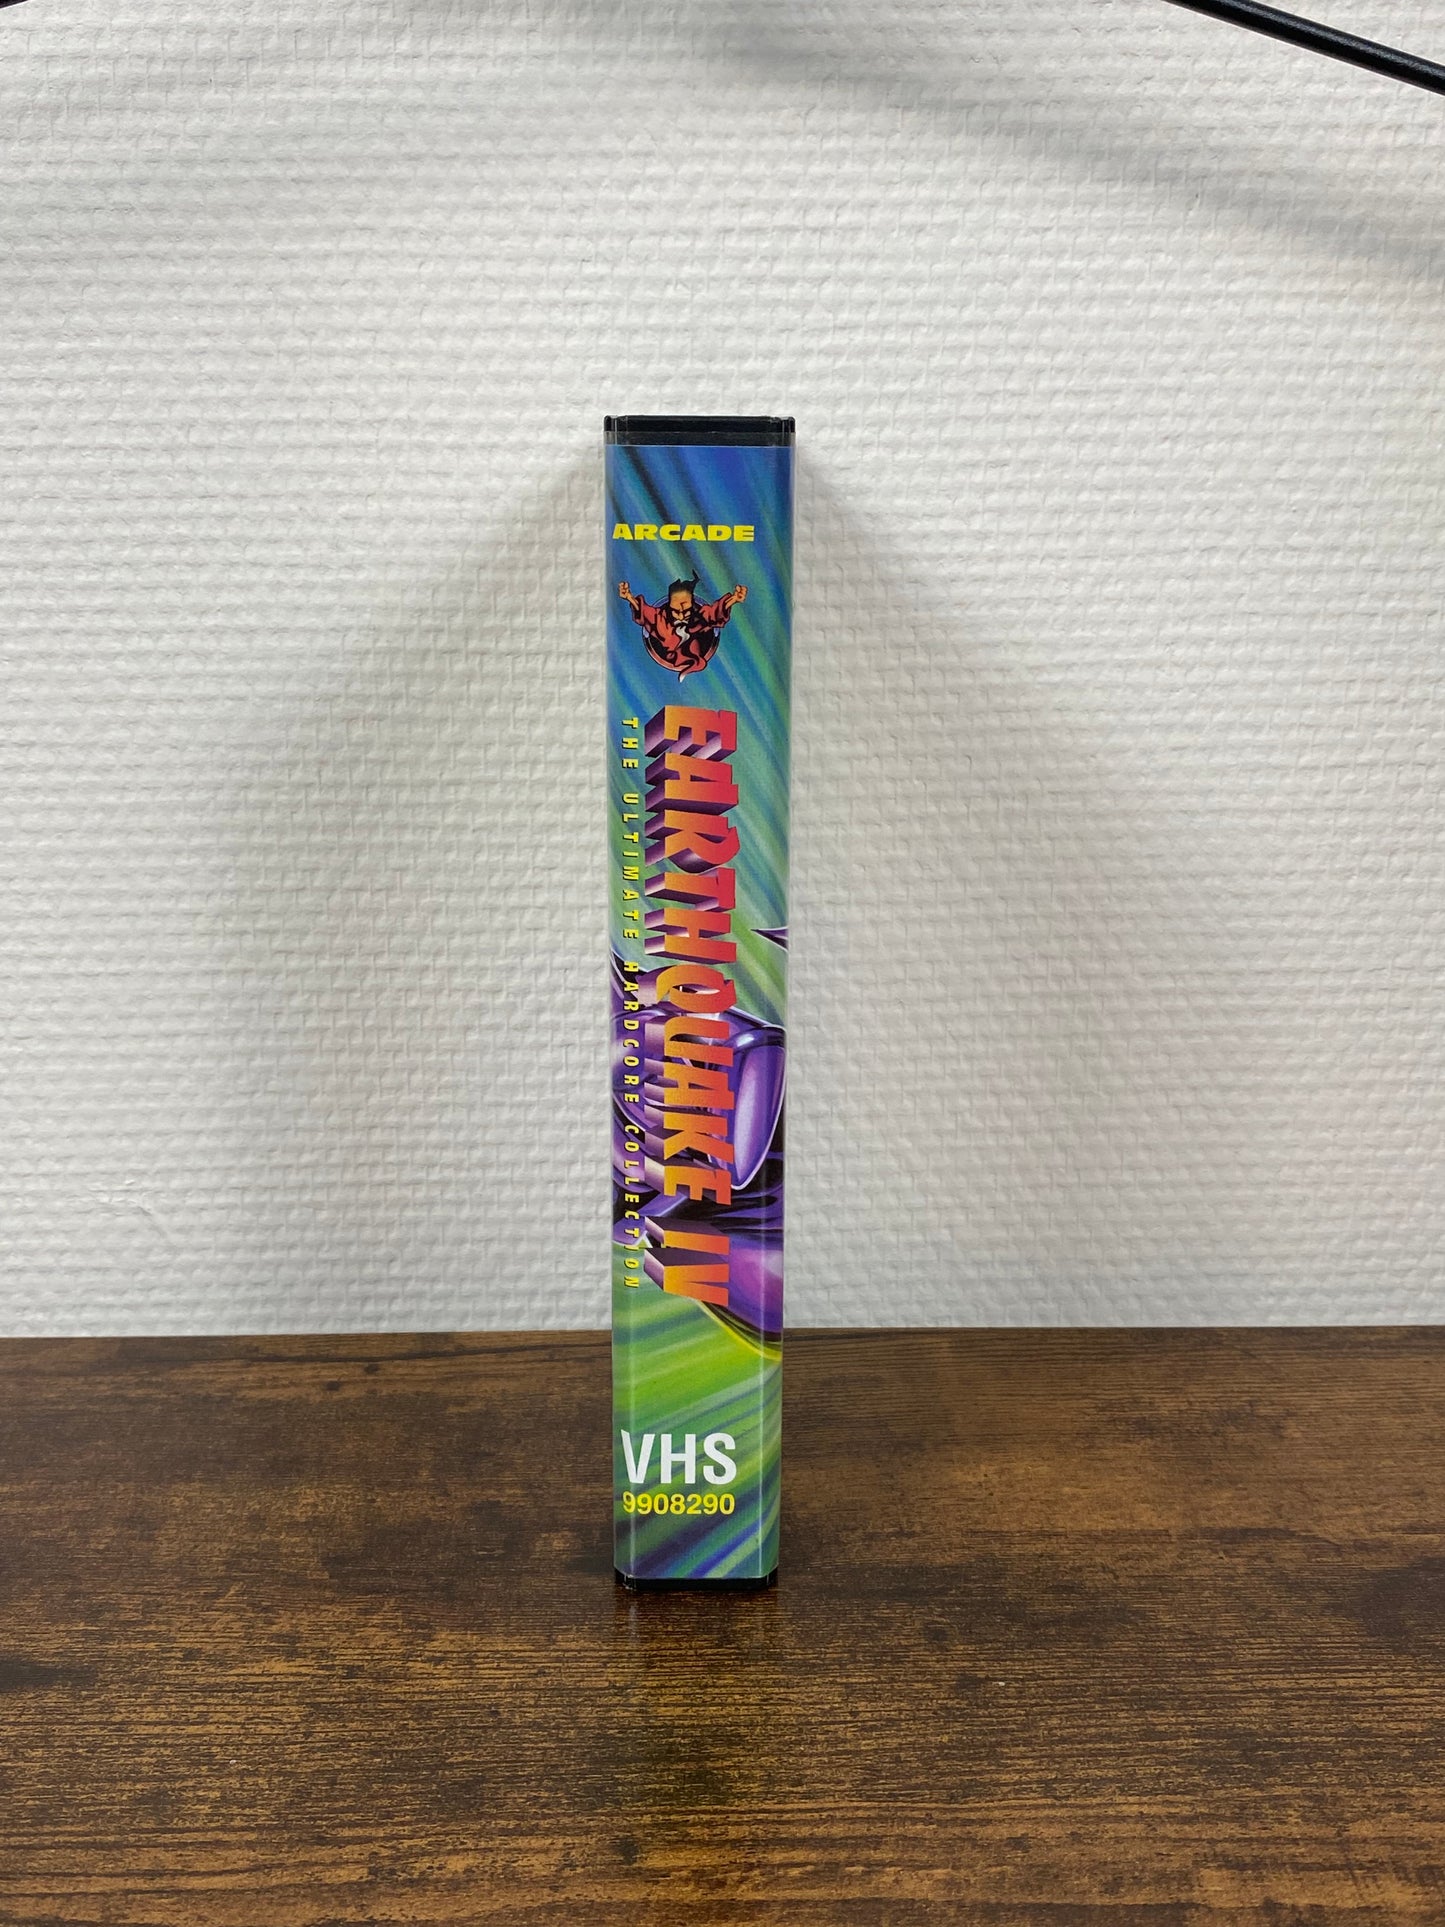 ARCADE
EARTHQUAKE IV
THE ULTIMATE HARDCORE COLLECTION
VHS
9908290